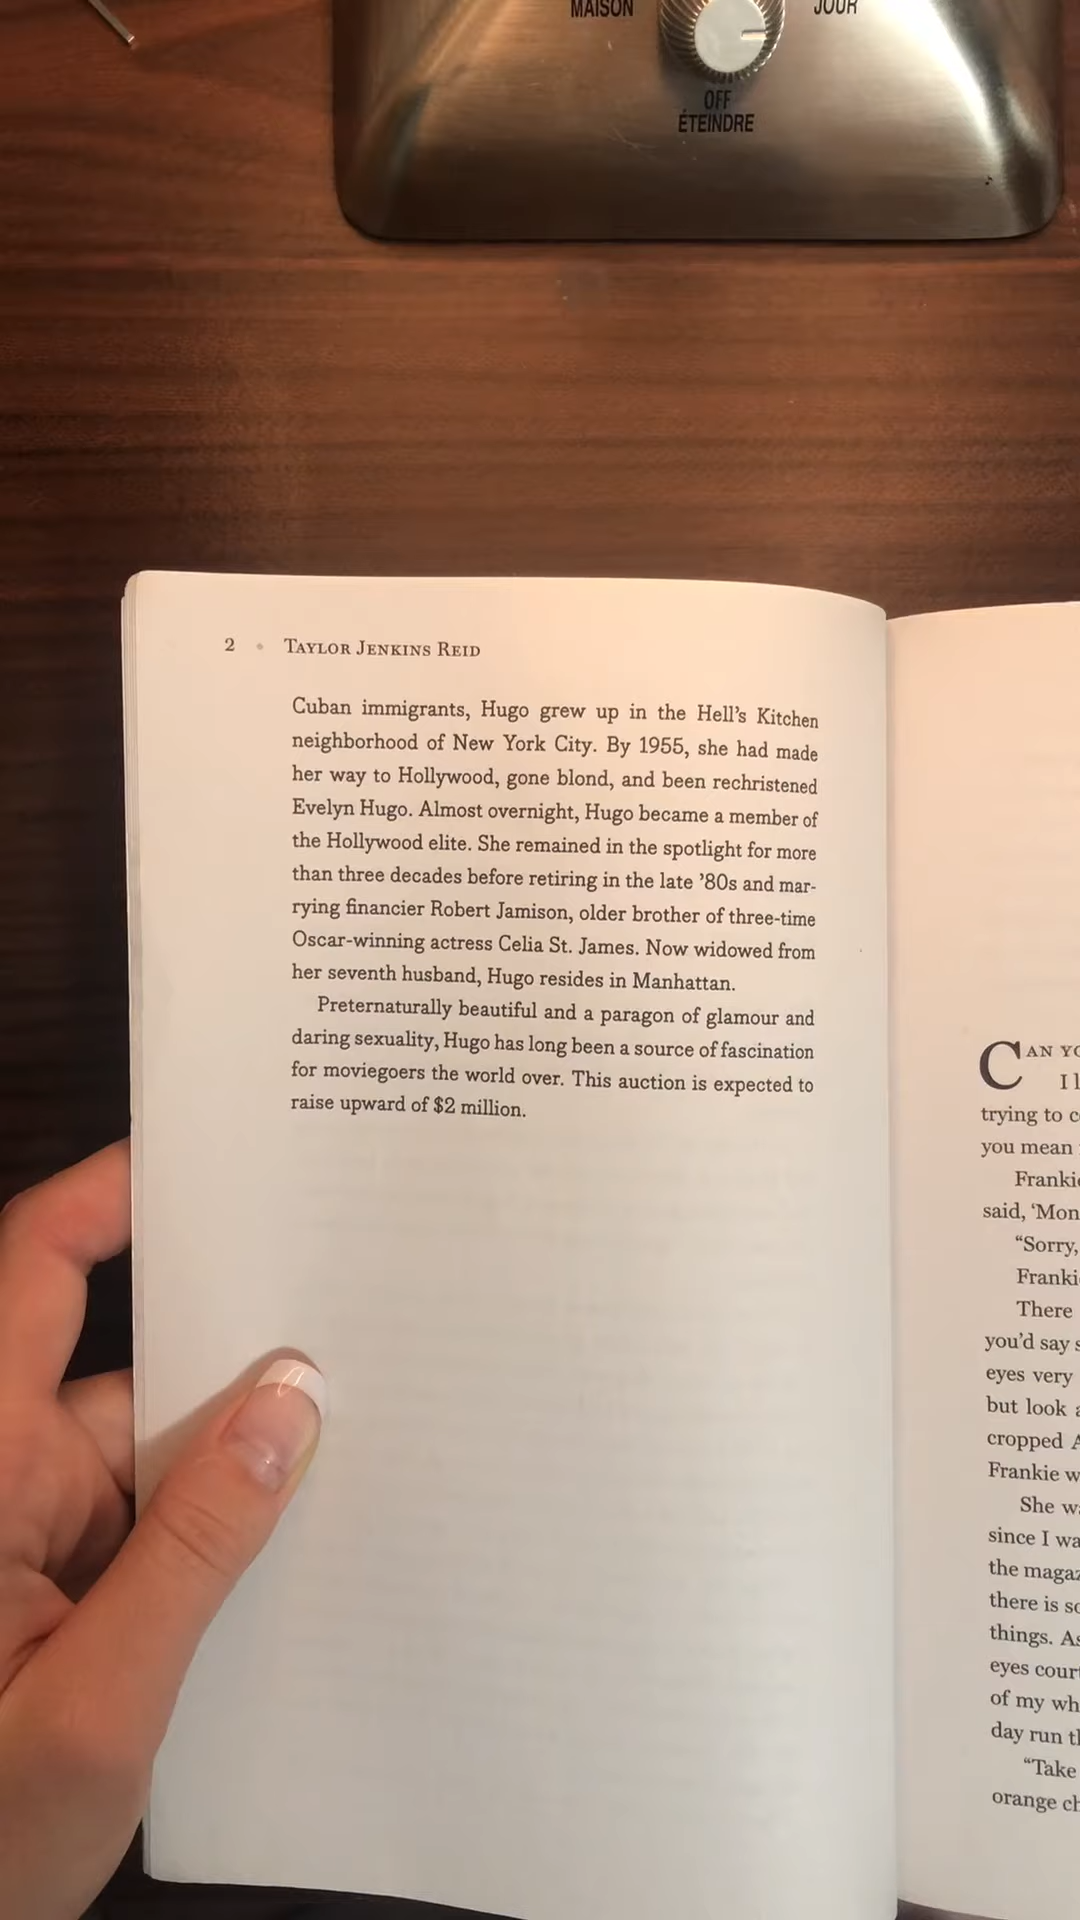 MAISON
JOUR
OFF
ÉTEINDRE
2 • TAYLOR JENKINS REID
Cuban immigrants, Hugo grew up in the Hell’s Kitchen
neighborhood of New York City. By 1955, she had made
her way to Hollywood, gone blond, and been rechristened
Evelyn Hugo. Almost overnight, Hugo became a member of
the Hollywood elite. She remained in the spotlight for more
than three decades before retiring in the late ’80s and mar-
rying financier Robert Jamison, older brother of three-time
Oscar-winning actress Celia St. James. Now widowed from
her seventh husband, Hugo resides in Manhattan.
Preternaturally beautiful and a paragon of glamour and
daring sexuality, Hugo has long been a source of fascination
for moviegoers the world over. This auction is expected to
raise upward of $2 million.
CAN
I
trying to
you mean
Frankie
said, ‘Mon
“Sorry,
There
you’d say
eyes very
but look
cropped
Frankie
She
since I
the
there is
things.
eyes
of my
day run
“Take
orange